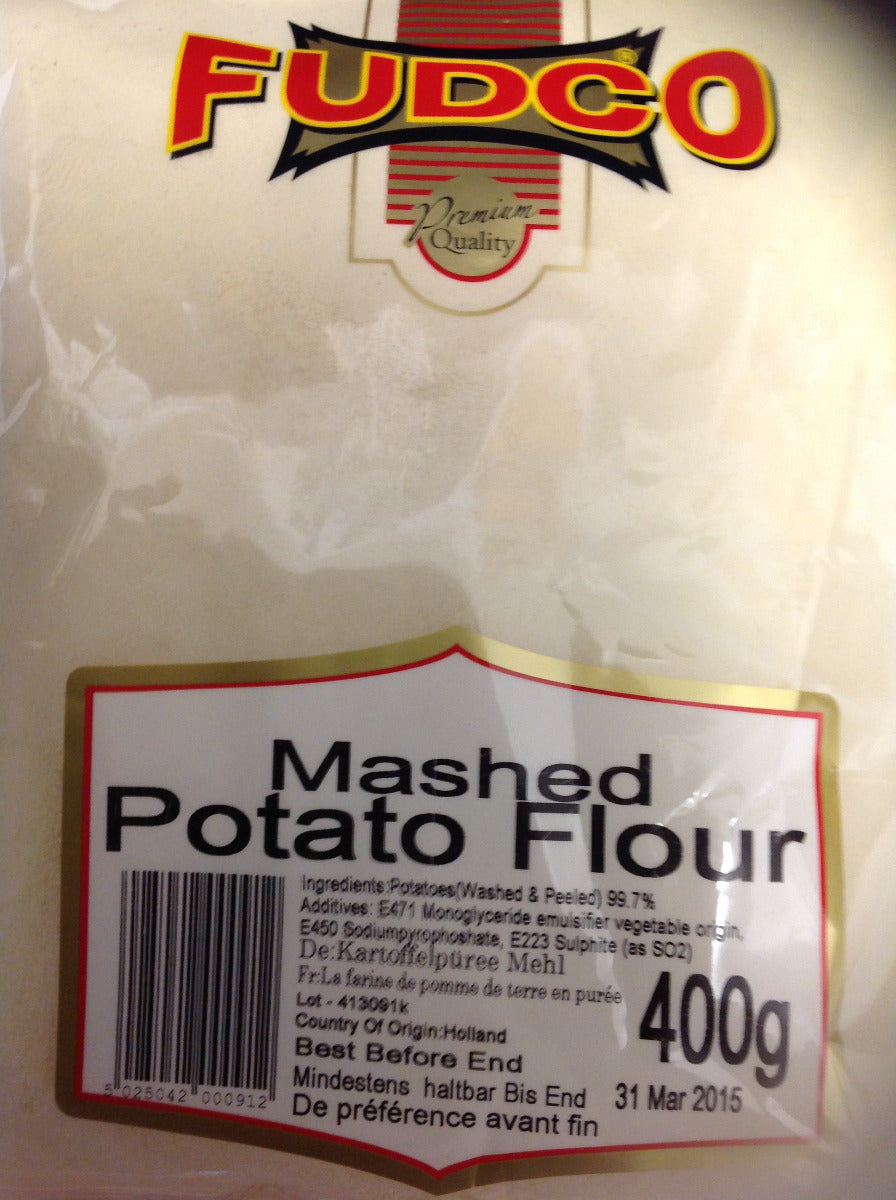 FUDCO
®
Premium
Quality
Mashed
Potato Flour
Ingredients:Potatoes(Washed & Peeled) 99.7%
Additives: E471 Monoglyceride emulsifier vegetable origin,
E450 Sodiumpyrophoshate, E223 Sulphite (as SO2)
De:Kartoffelpüree Mehl
Fr:La farine de pomme de terre en purée
Lot - 413091k
Country Of Origin:Holland
400g
Best Before End
Mindestens haltbar Bis End 31 Mar 2015
De préférence avant fin
5 025042 000912